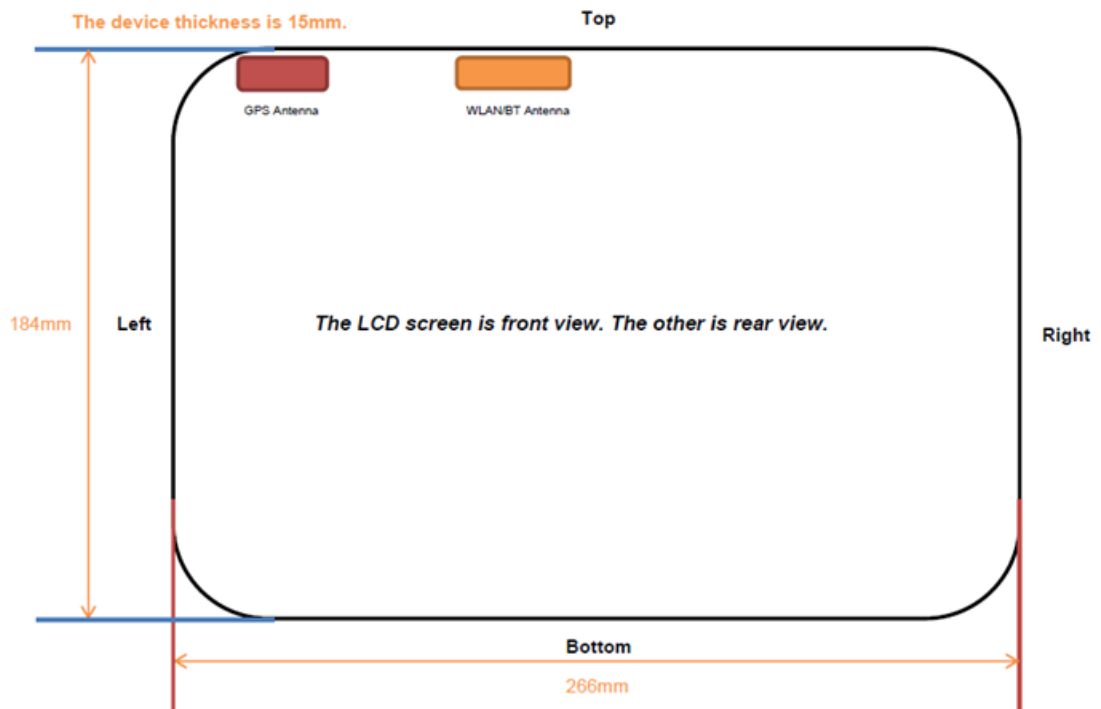 The device thickness is 15mm.
Top
GPS Antenna
WLAN/BT Antenna
184mm
Left
The LCD screen is front view. The other is rear view.
Right
Bottom
266mm